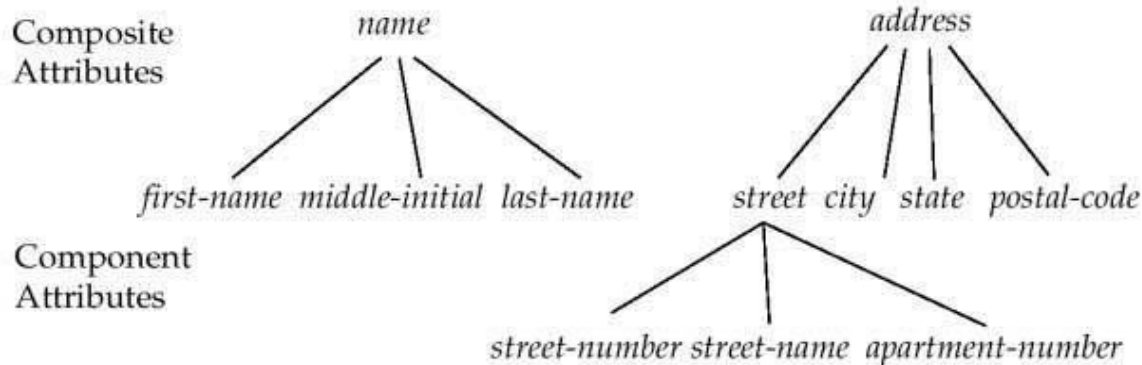 Composite
Attributes
name
address
first-name middle-initial last-name
street city state postal-code
Component
Attributes
street-number street-name apartment-number